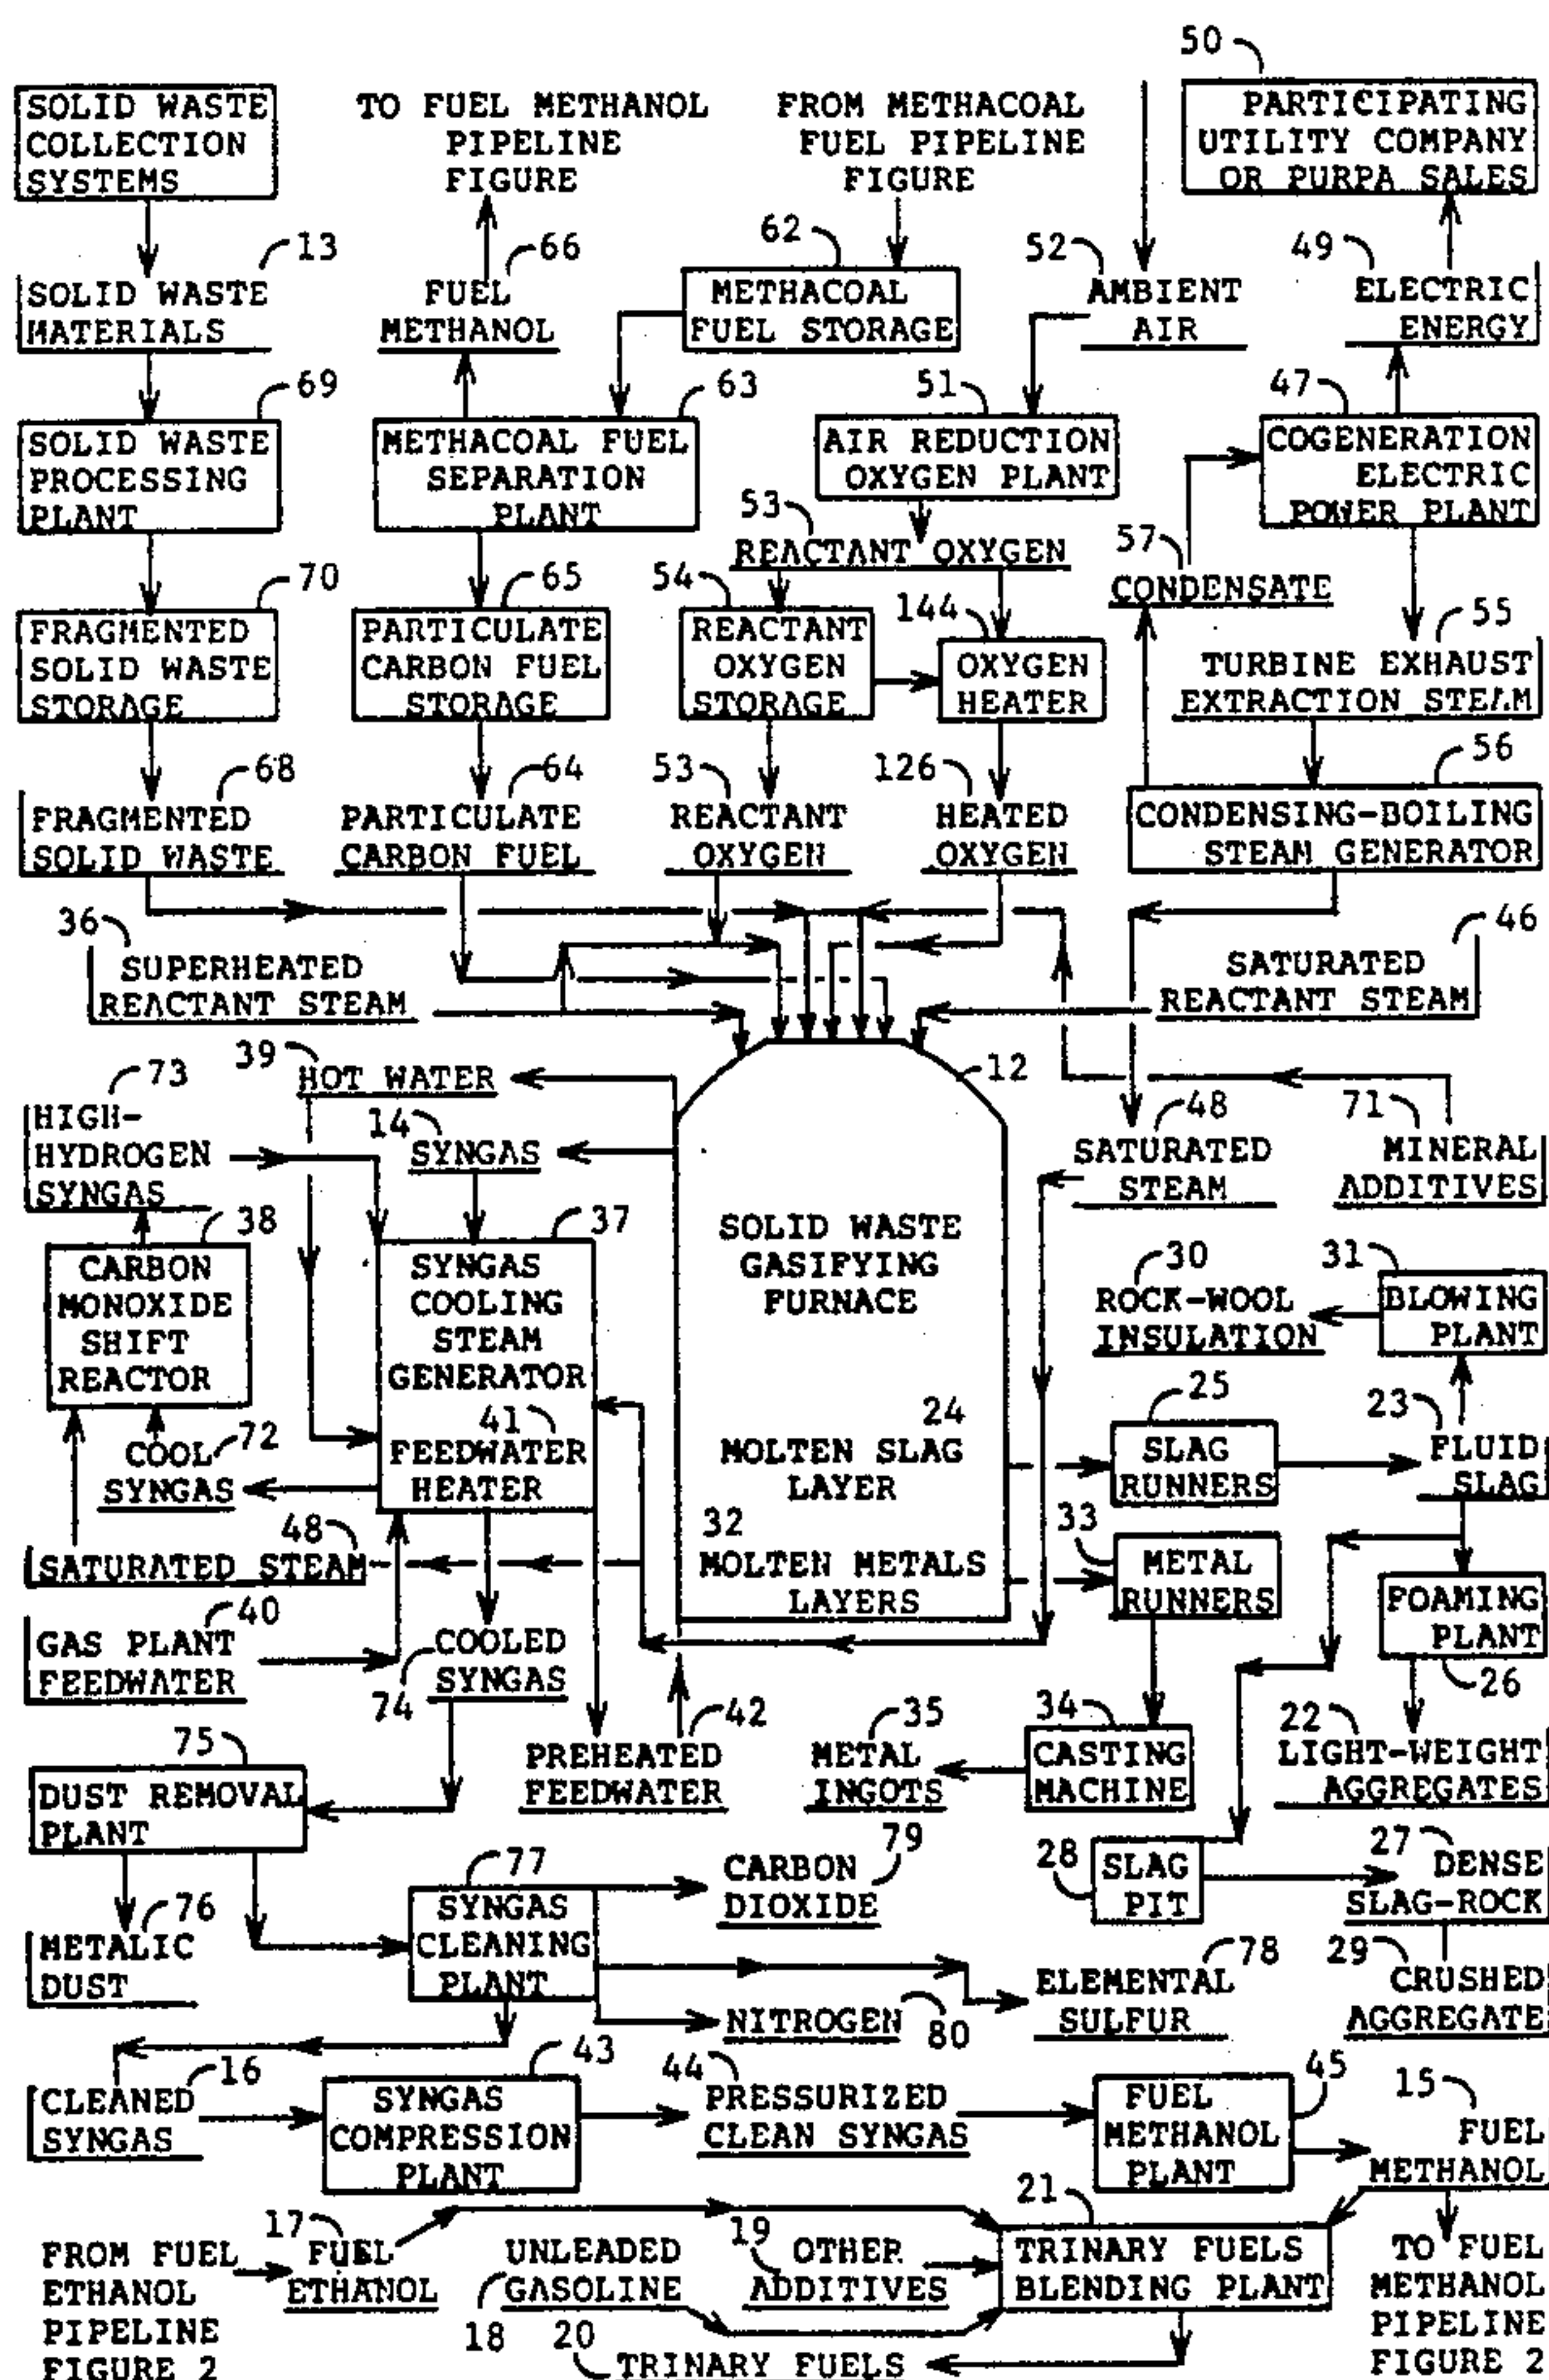 50
SOLID WASTE
COLLECTION
SYSTEMS
TO FUEL METHANOL
PIPELINE
FIGURE
FROM METHACOAL
FUEL PIPELINE
FIGURE
PARTICIPATING
UTILITY COMPANY
OR PURPA SALES
13
66
62
52
49
SOLID WASTE
MATERIALS
FUEL
METHANOL
METHACOAL
FUEL STORAGE
AMBIENT
AIR
ELECTRIC
ENERGY
69
63
51
47
SOLID WASTE
PROCESSING
PLANT
METHACOAL FUEL
SEPARATION
PLANT
AIR REDUCTION
OXYGEN PLANT
COGENERATION
ELECTRIC
POWER PLANT
53
REACTANT OXYGEN
57
CONDENSATE
70
65
54
144
55
FRAGMENTED
SOLID WASTE
STORAGE
PARTICULATE
CARBON FUEL
STORAGE
REACTANT
OXYGEN
STORAGE
OXYGEN
HEATER
TURBINE EXHAUST
EXTRACTION STEAM
68
64
53
126
56
FRAGMENTED
SOLID WASTE
PARTICULATE
CARBON FUEL
REACTANT
OXYGEN
HEATED
OXYGEN
CONDENSING-BOILING
STEAM GENERATOR
36
46
SUPERHEATED
REACTANT STEAM
SATURATED
REACTANT STEAM
39
HOT WATER
12
73
HIGH-
HYDROGEN
SYNGAS
14
SYNGAS
48
SATURATED
STEAM
71
MINERAL
ADDITIVES
38
37
CARBON
MONOXIDE
SHIFT
REACTOR
SYNGAS
COOLING
STEAM
GENERATOR
41
FEEDWATER
HEATER
SOLID WASTE
GASIFYING
FURNACE
30
ROCK-WOOL
INSULATION
31
BLOWING
PLANT
24
MOLTEN SLAG
LAYER
25
SLAG
RUNNERS
23
FLUID
SLAG
COOL
SYNGAS
72
48
SATURATED STEAM
32
MOLTEN METALS
LAYERS
33
METAL
RUNNERS
FOAMING
PLANT
26
40
GAS PLANT
FEEDWATER
COOLED
SYNGAS
74
42
PREHEATED
FEEDWATER
35
METAL
INGOTS
34
CASTING
MACHINE
22
LIGHT-WEIGHT
AGGREGATES
75
DUST REMOVAL
PLANT
77
SYNGAS
CLEANING
PLANT
79
CARBON
DIOXIDE
28
SLAG
PIT
27
DENSE
SLAG-ROCK
76
METALIC
DUST
78
ELEMENTAL
SULFUR
29
CRUSHED
AGGREGATE
NITROGEN
80
16
CLEANED
SYNGAS
43
SYNGAS
COMPRESSION
PLANT
44
PRESSURIZED
CLEAN SYNGAS
45
FUEL
METHANOL
PLANT
15
FUEL
METHANOL
FROM FUEL
ETHANOL
PIPELINE
FIGURE 2
17
FUEL
ETHANOL
UNLEADED
GASOLINE
18
19
OTHER
ADDITIVES
21
TRINARY FUELS
BLENDING PLANT
TO FUEL
METHANOL
PIPELINE
FIGURE 2
20
TRINARY FUELS